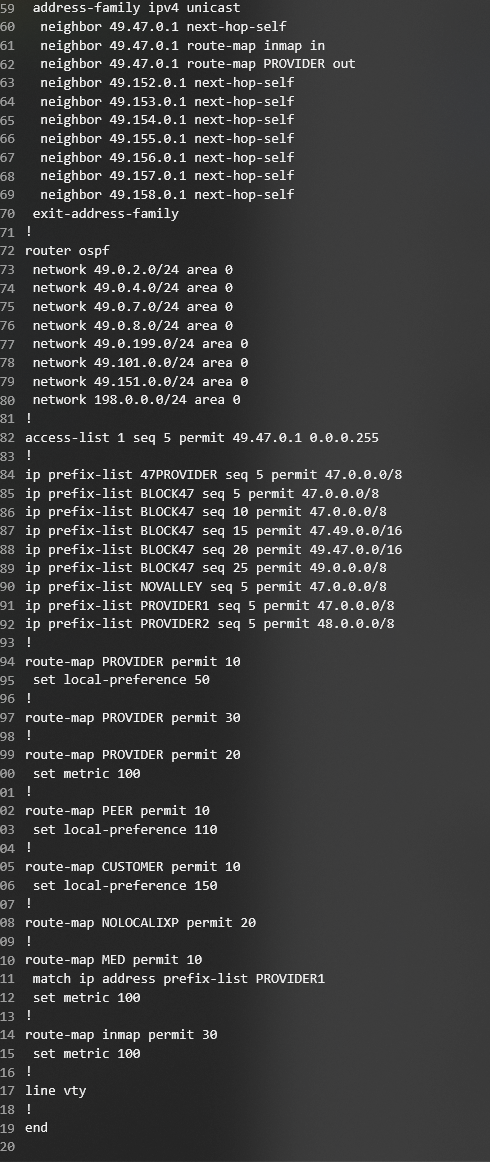 59 address-family ipv4 unicast
60 neighbor 49.47.0.1 next-hop-self
61 neighbor 49.47.0.1 route-map inmap in
62 neighbor 49.47.0.1 route-map PROVIDER out
63 neighbor 49.152.0.1 next-hop-self
64 neighbor 49.153.0.1 next-hop-self
65 neighbor 49.154.0.1 next-hop-self
66 neighbor 49.155.0.1 next-hop-self
67 neighbor 49.156.0.1 next-hop-self
68 neighbor 49.157.0.1 next-hop-self
69 neighbor 49.158.0.1 next-hop-self
70 exit-address-family
71 !
72 router ospf
73 network 49.0.2.0/24 area 0
74 network 49.0.4.0/24 area 0
75 network 49.0.7.0/24 area 0
76 network 49.0.8.0/24 area 0
77 network 49.0.199.0/24 area 0
78 network 49.101.0.0/24 area 0
79 network 49.151.0.0/24 area 0
80 network 198.0.0.0/24 area 0
81 !
82 access-list 1 seq 5 permit 49.47.0.1 0.0.0.255
83 !
84 ip prefix-list 47PROVIDER seq 5 permit 47.0.0.0/8
85 ip prefix-list BLOCK47 seq 5 permit 47.0.0.0/8
86 ip prefix-list BLOCK47 seq 10 permit 47.0.0.0/8
87 ip prefix-list BLOCK47 seq 15 permit 47.49.0.0/16
88 ip prefix-list BLOCK47 seq 20 permit 49.47.0.0/16
89 ip prefix-list BLOCK47 seq 25 permit 49.0.0.0/8
90 ip prefix-list NOVALLEY seq 5 permit 47.0.0.0/8
91 ip prefix-list PROVIDER1 seq 5 permit 47.0.0.0/8
92 ip prefix-list PROVIDER2 seq 5 permit 48.0.0.0/8
93 !
94 route-map PROVIDER permit 10
95 set local-preference 50
96 !
97 route-map PROVIDER permit 30
98 !
99 route-map PROVIDER permit 20
00 set metric 100
01 !
02 route-map PEER permit 10
03 set local-preference 110
04 !
05 route-map CUSTOMER permit 10
06 set local-preference 150
07 !
08 route-map NOLOCALIXP permit 20
09 !
10 route-map MED permit 10
11 match ip address prefix-list PROVIDER1
12 set metric 100
13 !
14 route-map inmap permit 30
15 set metric 100
16 !
17 line vty
18 !
19 end
20